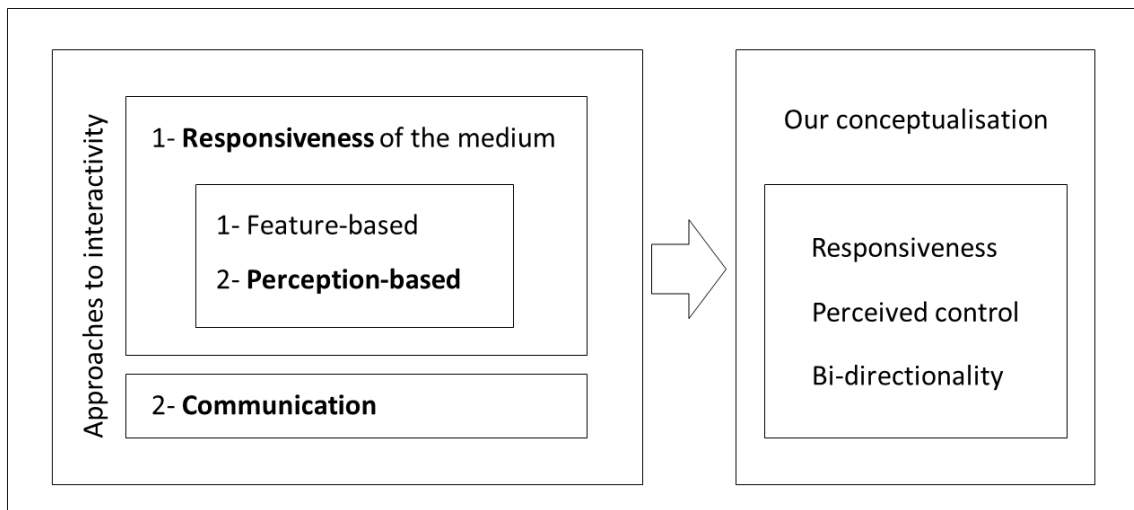 Approaches to interactivity
1- Responsiveness of the medium
1- Feature-based
2- Perception-based
2- Communication
Our conceptualisation
Responsiveness
Perceived control
Bi-directionality